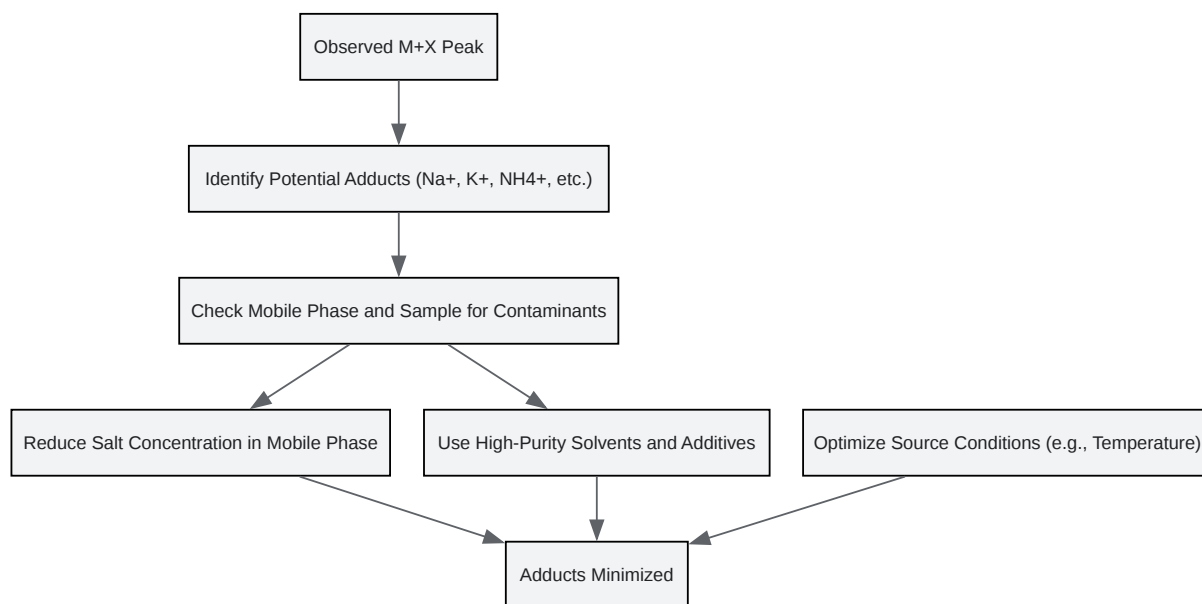 Observed M+X Peak
Identify Potential Adducts (Na+, K+, NH4+, etc.)
Check Mobile Phase and Sample for Contaminants
Reduce Salt Concentration in Mobile Phase
Use High-Purity Solvents and Additives
Optimize Source Conditions (e.g., Temperature)
Adducts Minimized